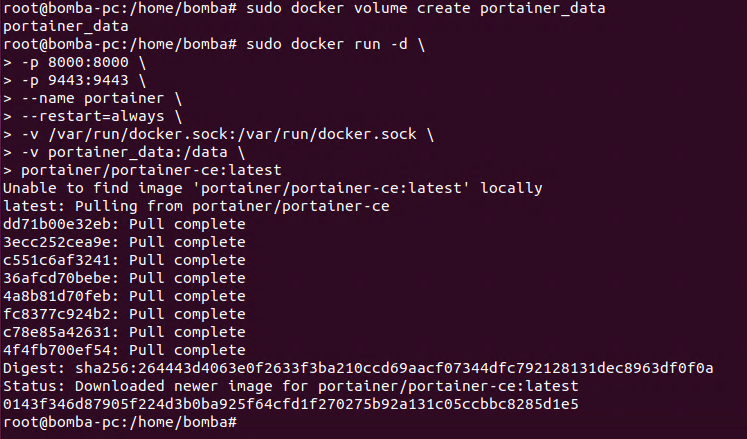 root@bomba-pc:/home/bomba# sudo docker volume create portainer_data
portainer_data
root@bomba-pc:/home/bomba# sudo docker run -d \
> -p 8000:8000 \
> -p 9443:9443 \
> --name portainer \
> --restart=always \
> -v /var/run/docker.sock:/var/run/docker.sock \
> -v portainer_data:/data \
> portainer/portainer-ce:latest
Unable to find image 'portainer/portainer-ce:latest' locally
latest: Pulling from portainer/portainer-ce
dd71b00e32eb: Pull complete
3ecc252cea9e: Pull complete
c551c6af3241: Pull complete
36afcd70bebe: Pull complete
4a8b81d70feb: Pull complete
fc8377c924b2: Pull complete
c78e85a42631: Pull complete
4f4fb700ef54: Pull complete
Digest: sha256:264443d4063e0f2633f3ba210ccd69aacf07344dfc792128131dec8963df0f0a
Status: Downloaded newer image for portainer/portainer-ce:latest
0143f346d87905f224d3b0ba925f64cfd1f270275b92a131c05ccbbc8285d1e5
root@bomba-pc:/home/bomba#